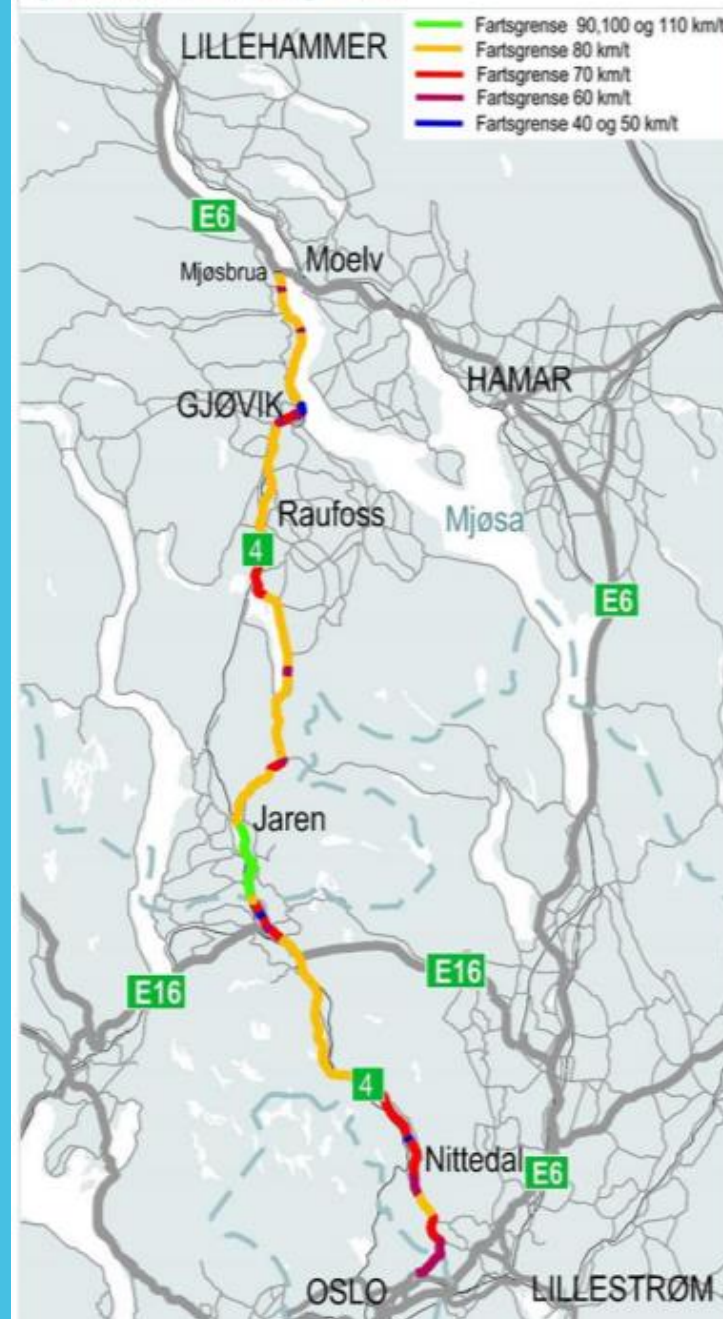 Fartsgrense 90,100 og 110 km/t
Fartsgrense 80 km/t
Fartsgrense 70 km/t
Fartsgrense 60 km/t
Fartsgrense 40 og 50 km/t
LILLEHAMMER
E6
Moelv
Mjøsbrua
HAMAR
GJØVIK
Raufoss
Mjøsa
4
E6
Jaren
E16
E16
4
Nittedal
E6
OSLO
LILLESTRØM